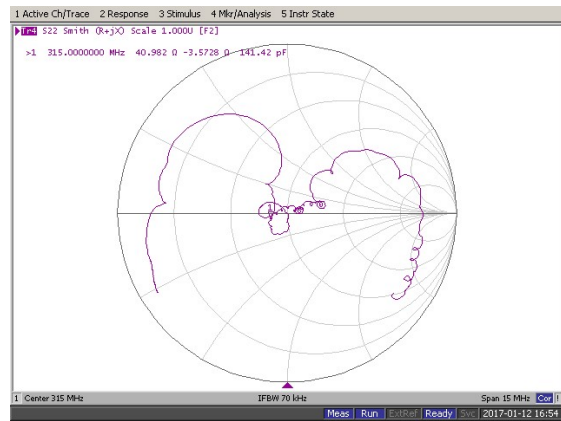 1 Active Ch/Trace 2 Response 3 Stimulus 4 Mkr/Analysis 5 Instr State
Tr4 S22 Smith (R+jX) Scale 1.000U [F2]
>1 315.0000000 MHz 40.982 Ω -3.5728 Ω 141.42 pF
1 Center 315 MHz IFBW 70 kHz Span 15 MHz Cor !
Meas Run ExtRef Ready Svc 2017-01-12 16:54